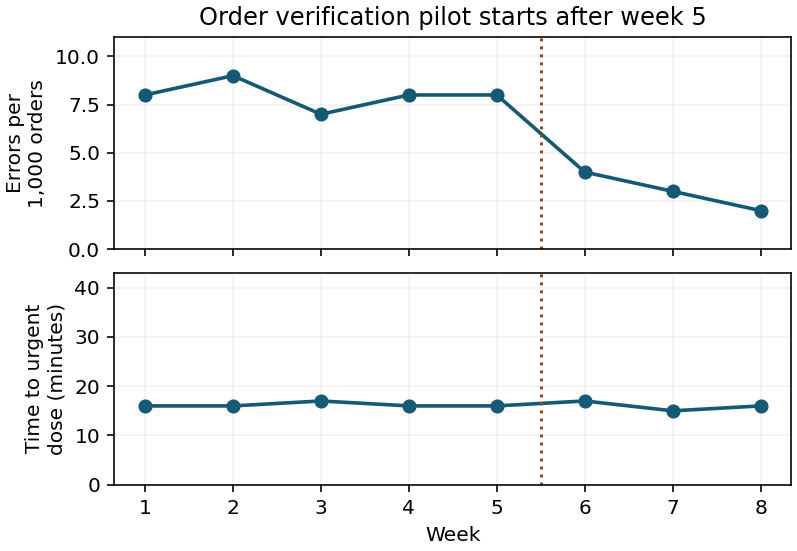 Order verification pilot starts after week 5
Errors per
1,000 orders
10.0
7.5
5.0
2.5
0.0
Time to urgent
dose (minutes)
40
30
20
10
0
1 2 3 4 5 6 7 8
Week